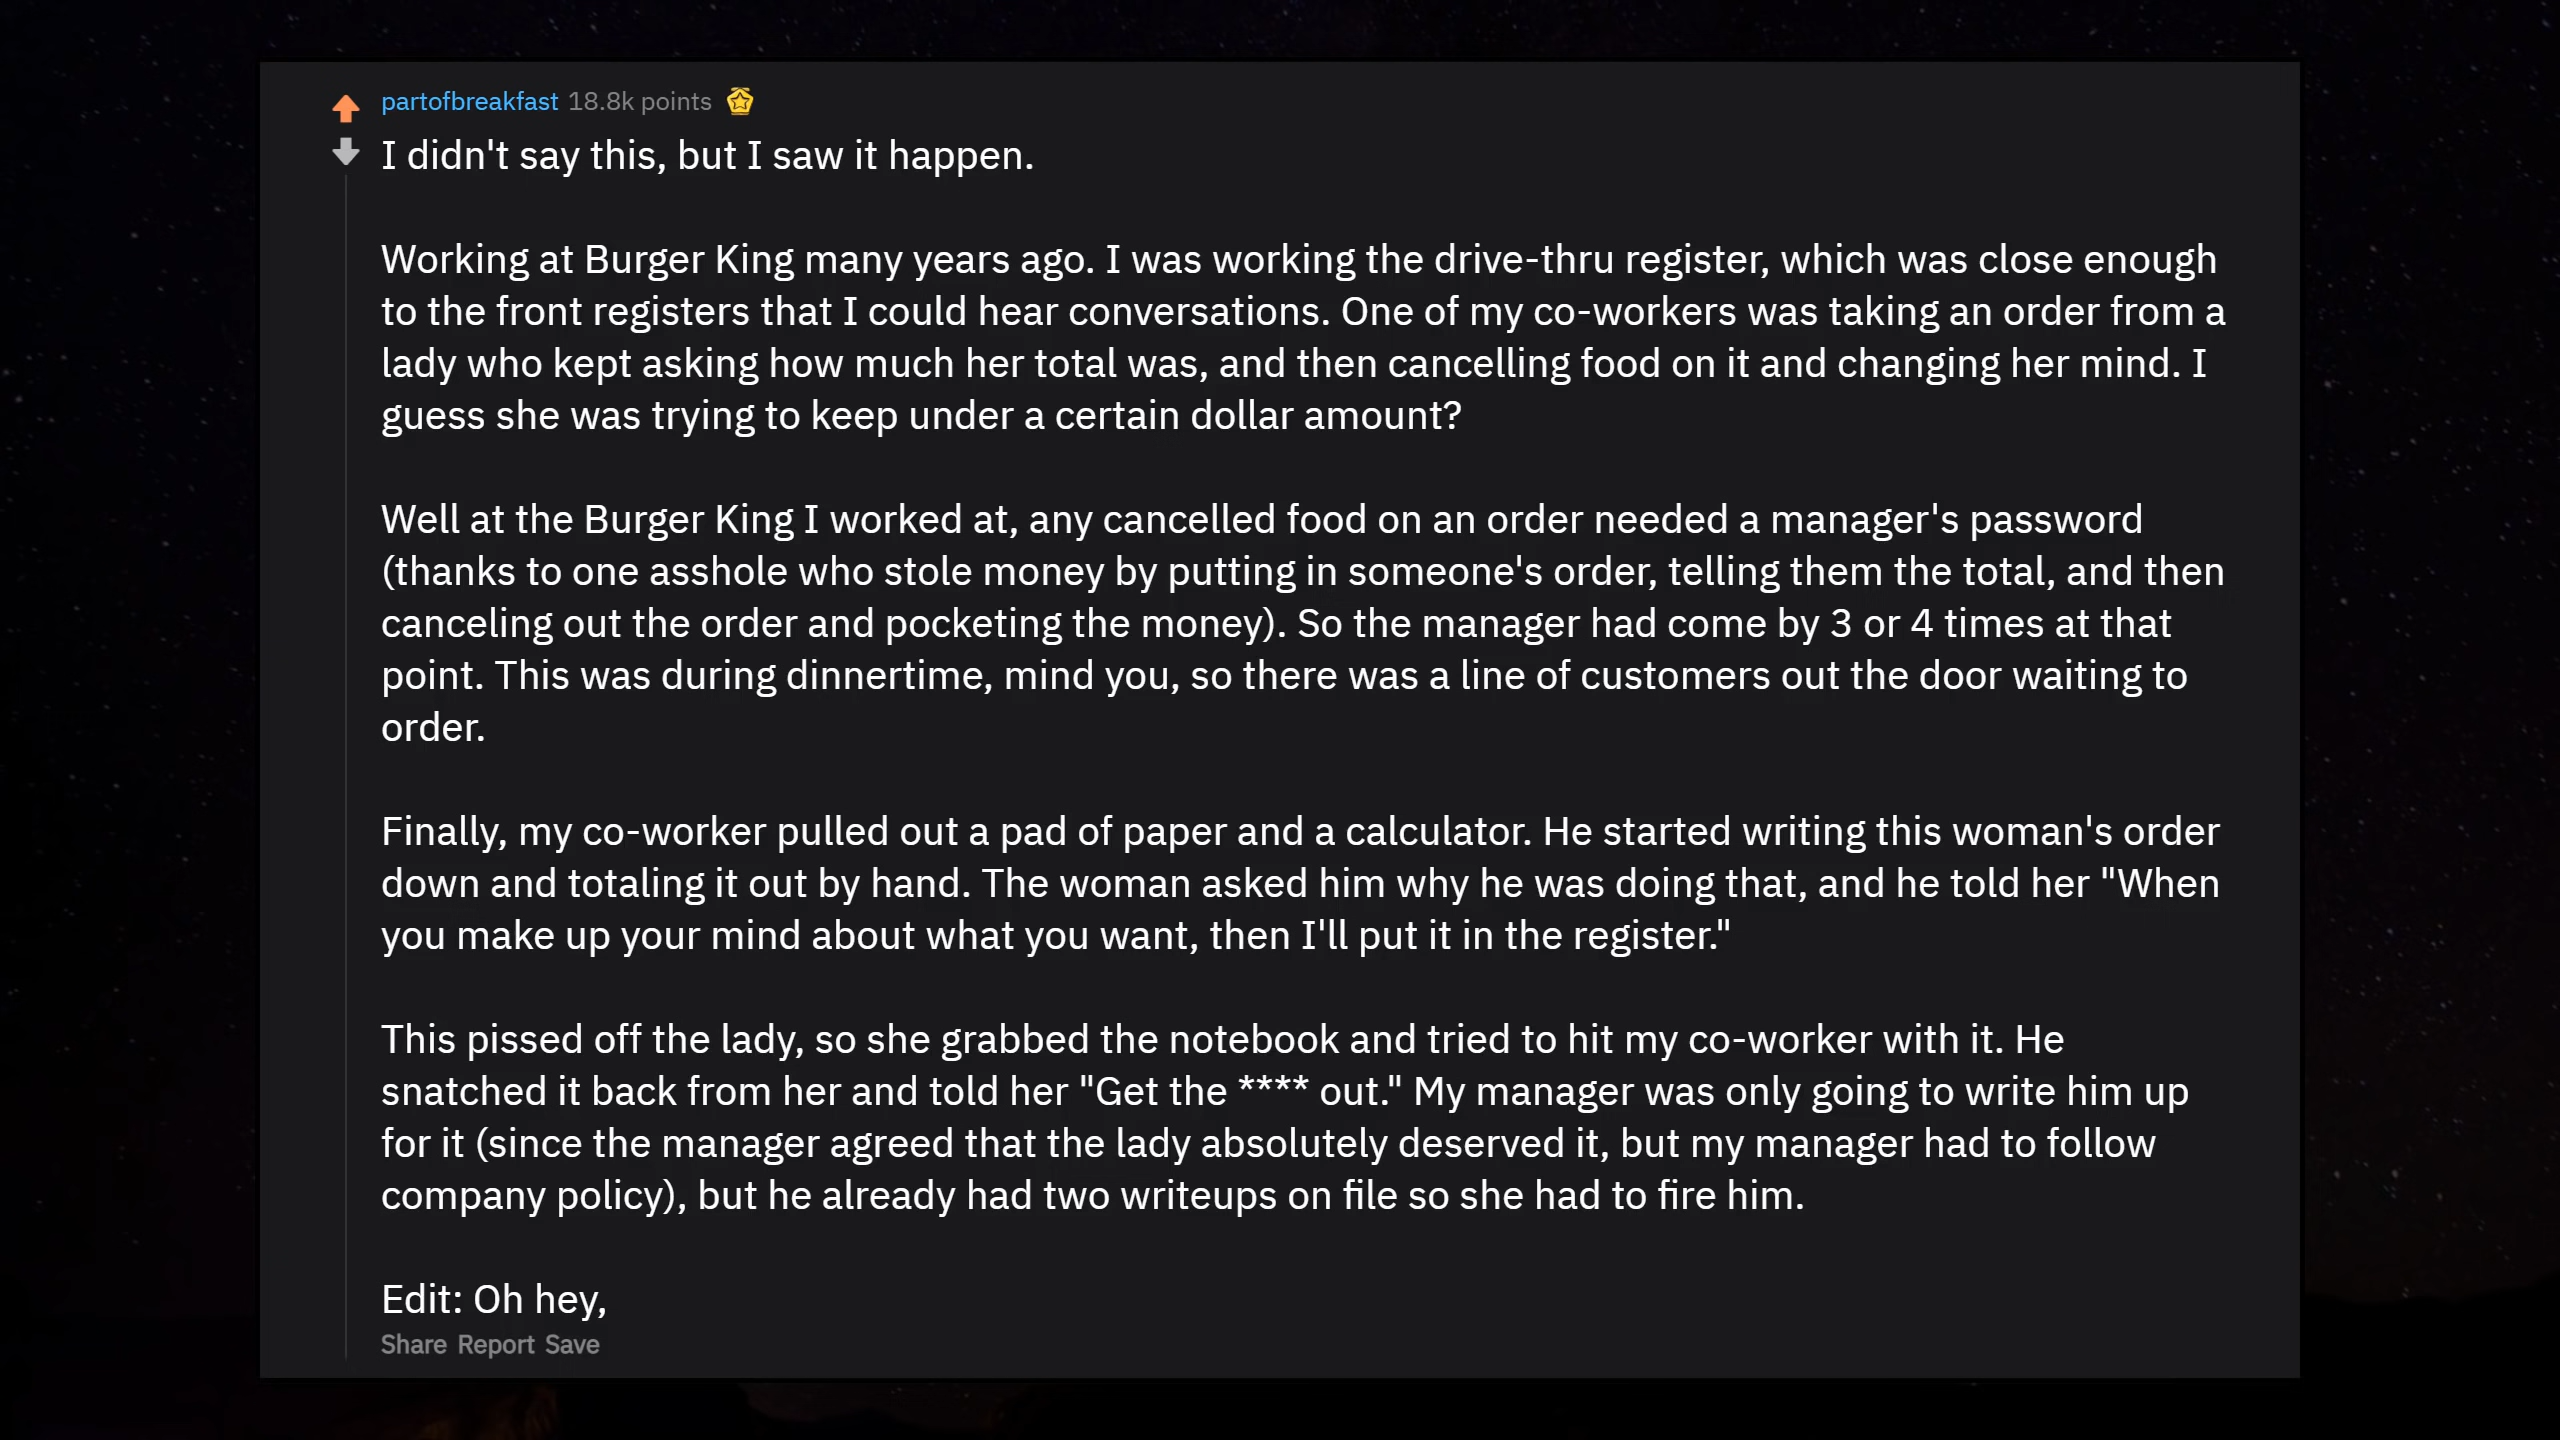 partofbreakfast 18.8k points
I didn't say this, but I saw it happen.
Working at Burger King many years ago. I was working the drive-thru register, which was close enough
to the front registers that I could hear conversations. One of my co-workers was taking an order from a
lady who kept asking how much her total was, and then cancelling food on it and changing her mind. I
guess she was trying to keep under a certain dollar amount?
Well at the Burger King I worked at, any cancelled food on an order needed a manager's password
(thanks to one asshole who stole money by putting in someone's order, telling them the total, and then
canceling out the order and pocketing the money). So the manager had come by 3 or 4 times at that
point. This was during dinnertime, mind you, so there was a line of customers out the door waiting to
order.
Finally, my co-worker pulled out a pad of paper and a calculator. He started writing this woman's order
down and totaling it out by hand. The woman asked him why he was doing that, and he told her "When
you make up your mind about what you want, then I'll put it in the register."
This pissed off the lady, so she grabbed the notebook and tried to hit my co-worker with it. He
snatched it back from her and told her "Get the **** out." My manager was only going to write him up
for it (since the manager agreed that the lady absolutely deserved it, but my manager had to follow
company policy), but he already had two writeups on file so she had to fire him.
Edit: Oh hey,
Share Report Save